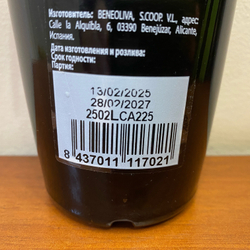 Изготовитель: BENEOLIVA, S.COOP. V.L., адрес:
Calle la Alquibla, 6, 03390 Benejúzar, Alicante,
Испания.
Дата изготовления и розлива:
Срок годности:
Партия:
13/02/2025
28/02/2027
2502LCA225
8 437011 117021 >